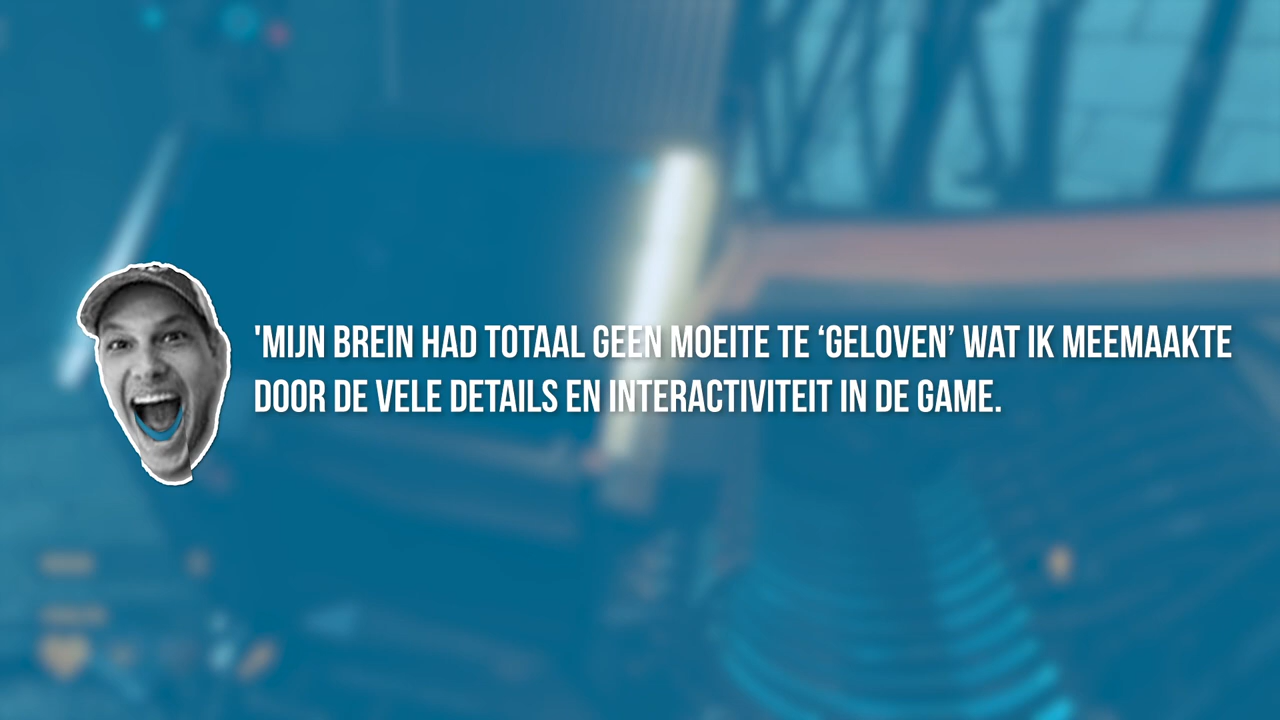 'MIJN BREIN HAD TOTAAL GEEN MOEITE TE ‘GELOVEN’ WAT IK MEEMAAKTE
DOOR DE VELE DETAILS EN INTERACTIVITEIT IN DE GAME.